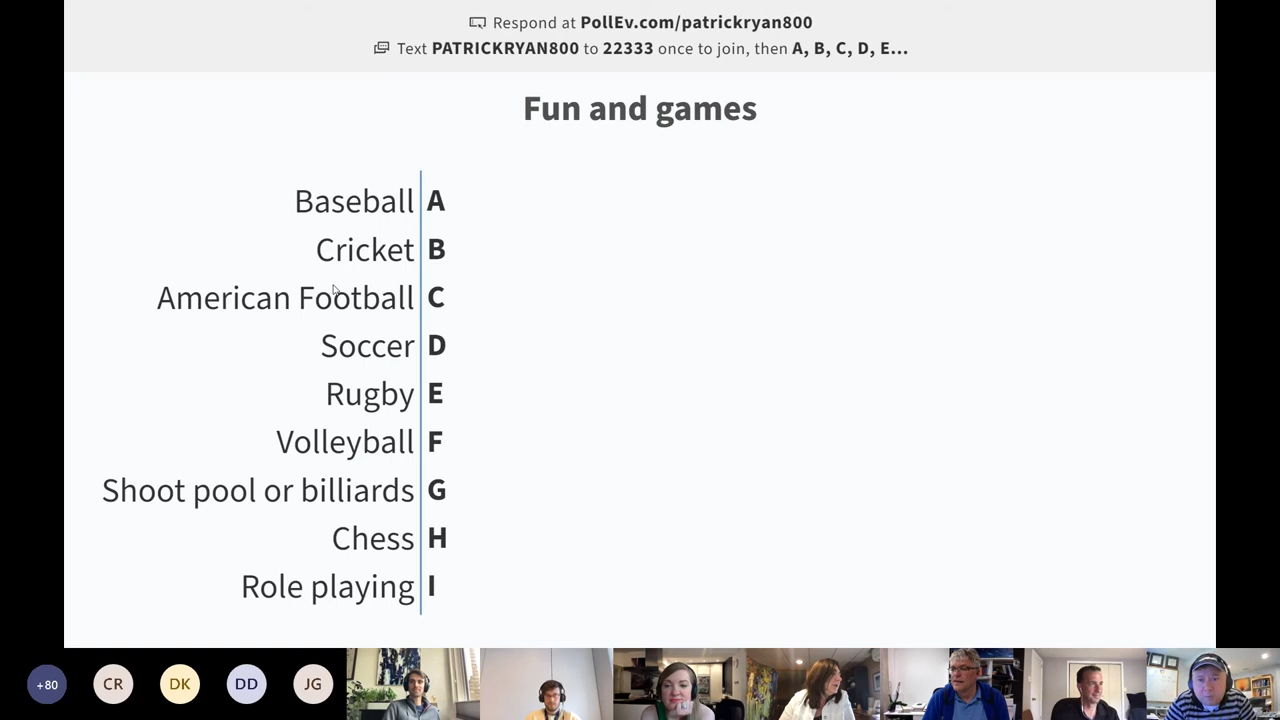 Respond at PollEv.com/patrickryan800
Text PATRICKRYAN800 to 22333 once to join, then A, B, C, D, E...
Fun and games
Baseball A
Cricket B
American Football C
Soccer D
Rugby E
Volleyball F
Shoot pool or billiards G
Chess H
Role playing I
+80 CR DK DD JG